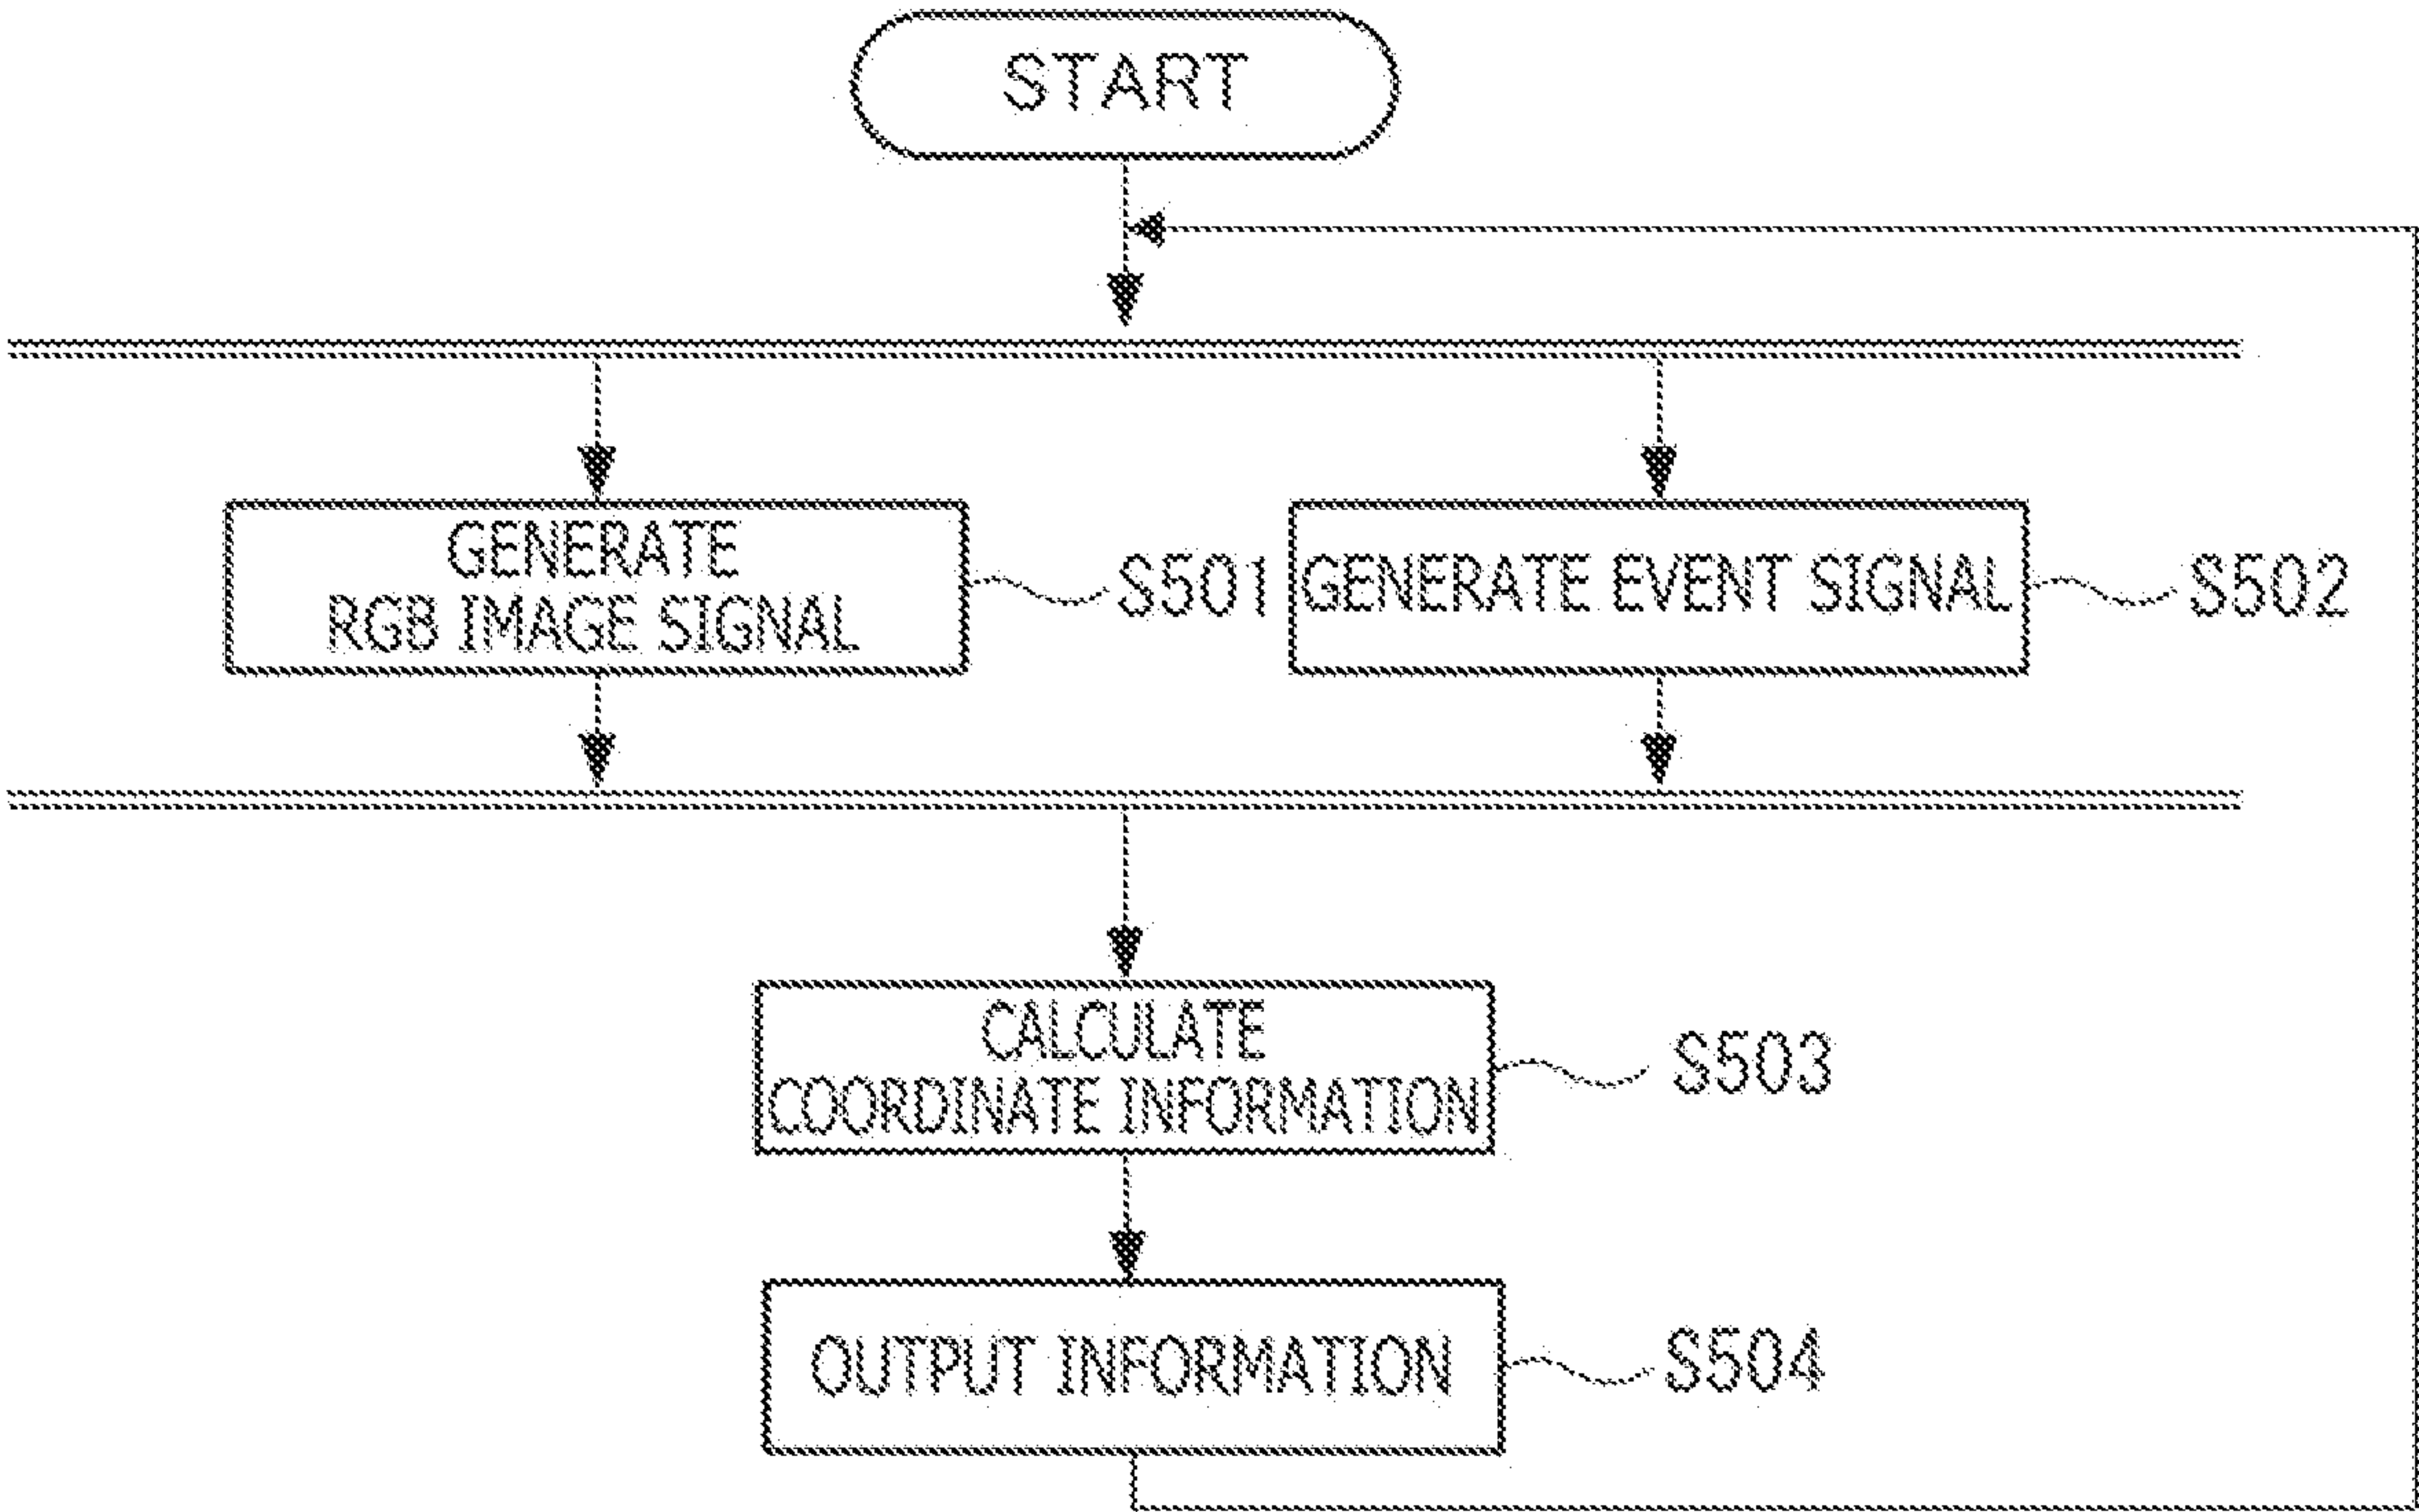 START
GENERATE
RGB IMAGE SIGNAL
S501
GENERATE EVENT SIGNAL
S502
CALCULATE
COORDINATE INFORMATION
S503
OUTPUT INFORMATION
S504